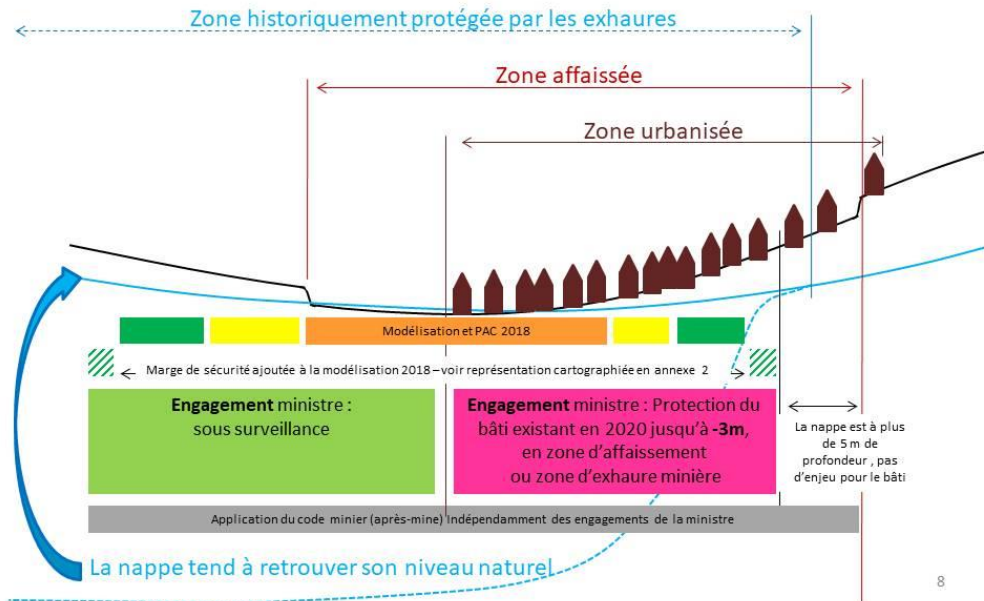 Zone historiquement protégée par les exhaures
Zone affaissée
Zone urbanisée
Modélisation et PAC 2018
Marge de sécurité ajoutée à la modélisation 2018 – voir représentation cartographiée en annexe 2
Engagement ministre :
sous surveillance
Engagement ministre : Protection du
bâti existant en 2020 jusqu'à -3m,
en zone d'affaissement
ou zone d'exhaure minière
La nappe est à plus
de 5 m de
profondeur , pas
d'enjeu pour le bâti
Application du code minier (après-mine) Indépendamment des engagements de la ministre
La nappe tend à retrouver son niveau naturel
8